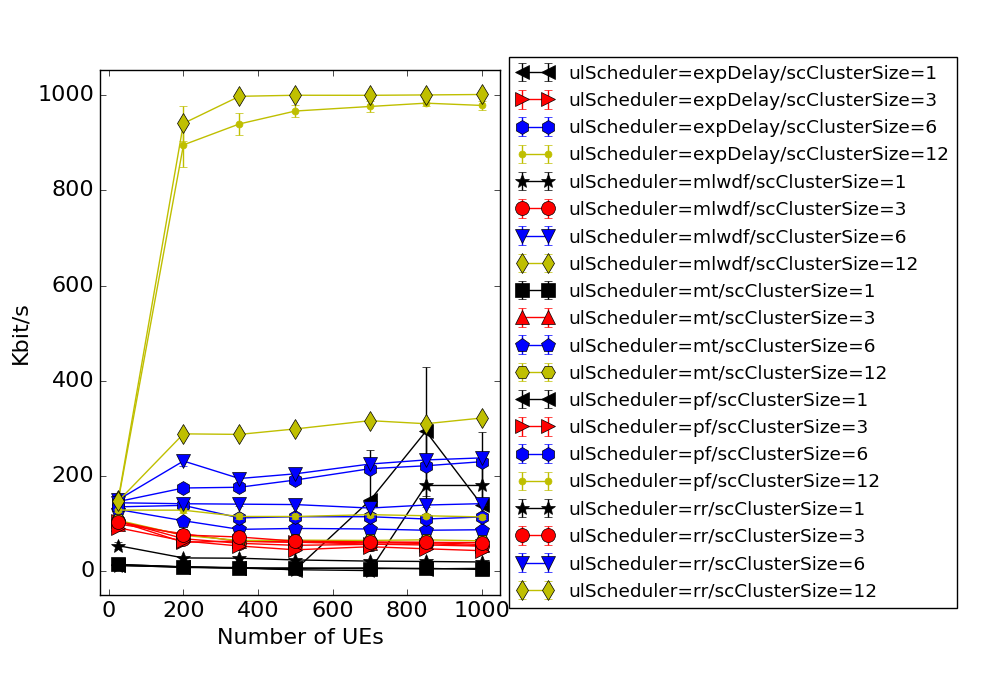 1000
800
600
400
200
0
Kbit/s
0 200 400 600 800 1000
Number of UEs
ulScheduler=expDelay/scClusterSize=1
ulScheduler=expDelay/scClusterSize=3
ulScheduler=expDelay/scClusterSize=6
ulScheduler=expDelay/scClusterSize=12
ulScheduler=mlwdf/scClusterSize=1
ulScheduler=mlwdf/scClusterSize=3
ulScheduler=mlwdf/scClusterSize=6
ulScheduler=mlwdf/scClusterSize=12
ulScheduler=mt/scClusterSize=1
ulScheduler=mt/scClusterSize=3
ulScheduler=mt/scClusterSize=6
ulScheduler=mt/scClusterSize=12
ulScheduler=pf/scClusterSize=1
ulScheduler=pf/scClusterSize=3
ulScheduler=pf/scClusterSize=6
ulScheduler=pf/scClusterSize=12
ulScheduler=rr/scClusterSize=1
ulScheduler=rr/scClusterSize=3
ulScheduler=rr/scClusterSize=6
ulScheduler=rr/scClusterSize=12